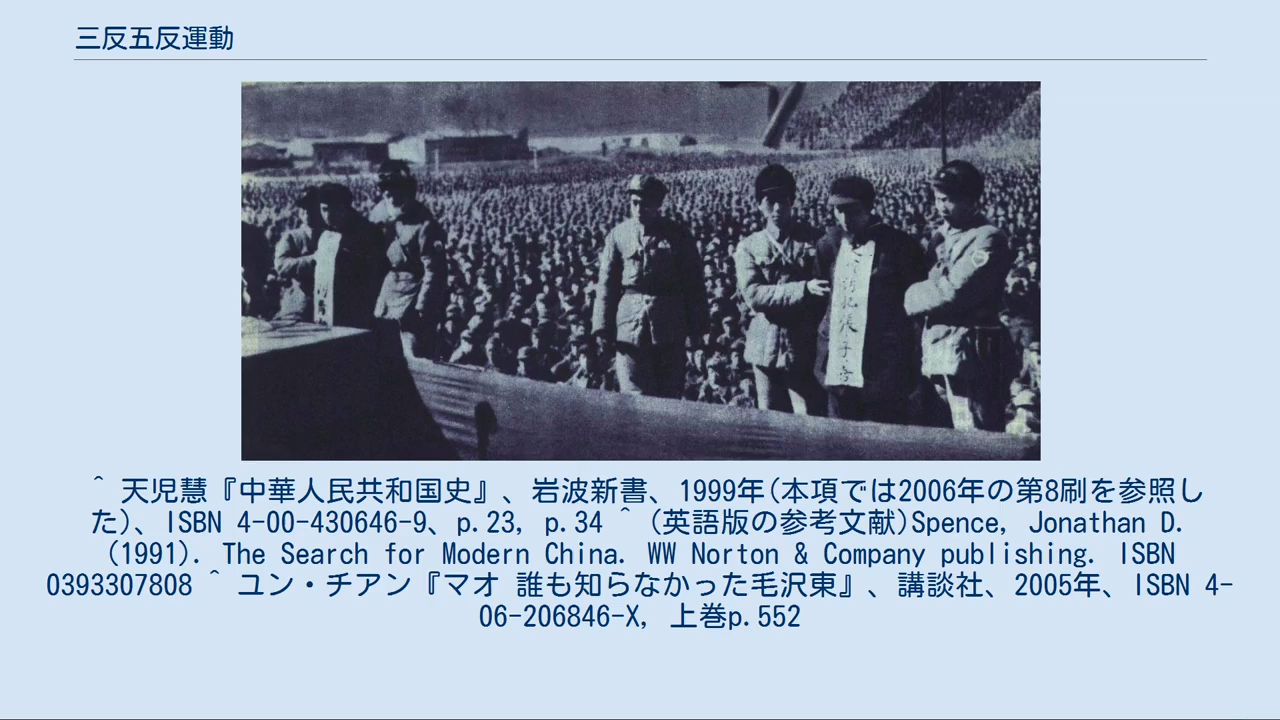 三反五反運動
^ 天児慧『中華人民共和国史』、岩波新書、1999年(本項では2006年の第8刷を参照し
た)、ISBN 4-00-430646-9、p.23, p.34 ^ (英語版の参考文献)Spence, Jonathan D.
(1991). The Search for Modern China. WW Norton & Company publishing. ISBN
0393307808 ^ ユン・チアン『マオ 誰も知らなかった毛沢東』、講談社、2005年、ISBN 4-
06-206846-X, 上巻p.552